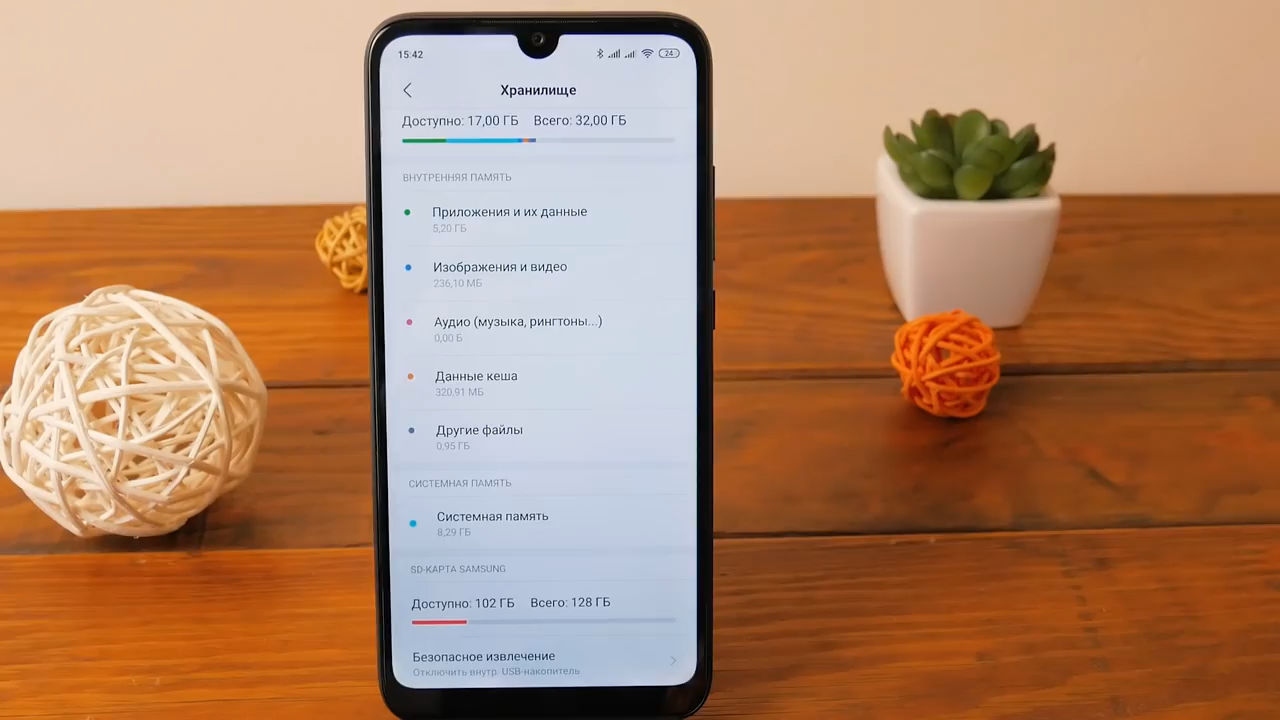 15:42
24
Хранилище
Доступно: 17,00 ГБ Всего: 32,00 ГБ
ВНУТРЕННЯЯ ПАМЯТЬ
Приложения и их данные
5,20 ГБ
Изображения и видео
236,10 МБ
Аудио (музыка, рингтоны...)
0,00 Б
Данные кеша
320,91 МБ
Другие файлы
0,95 ГБ
СИСТЕМНАЯ ПАМЯТЬ
Системная память
8,29 ГБ
SD-КАРТА SAMSUNG
Доступно: 102 ГБ Всего: 128 ГБ
Безопасное извлечение
Отключить внутр. USB-накопитель